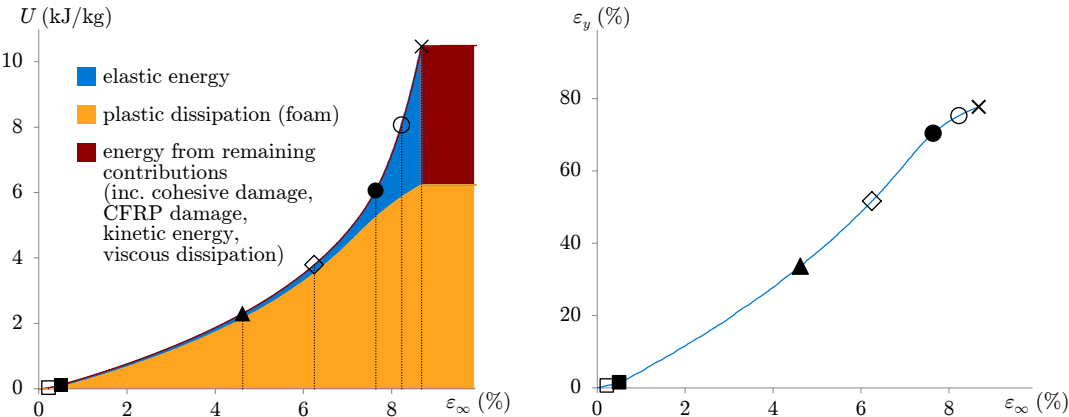 U (kJ/kg)
10
8
6
4
2
0
elastic energy
plastic dissipation (foam)
energy from remaining
contributions
(inc. cohesive damage,
CFRP damage,
kinetic energy,
viscous dissipation)
0 2 4 6 8 ε∞ (%)
εy (%)
80
60
40
20
0
0 2 4 6 8 ε∞ (%)